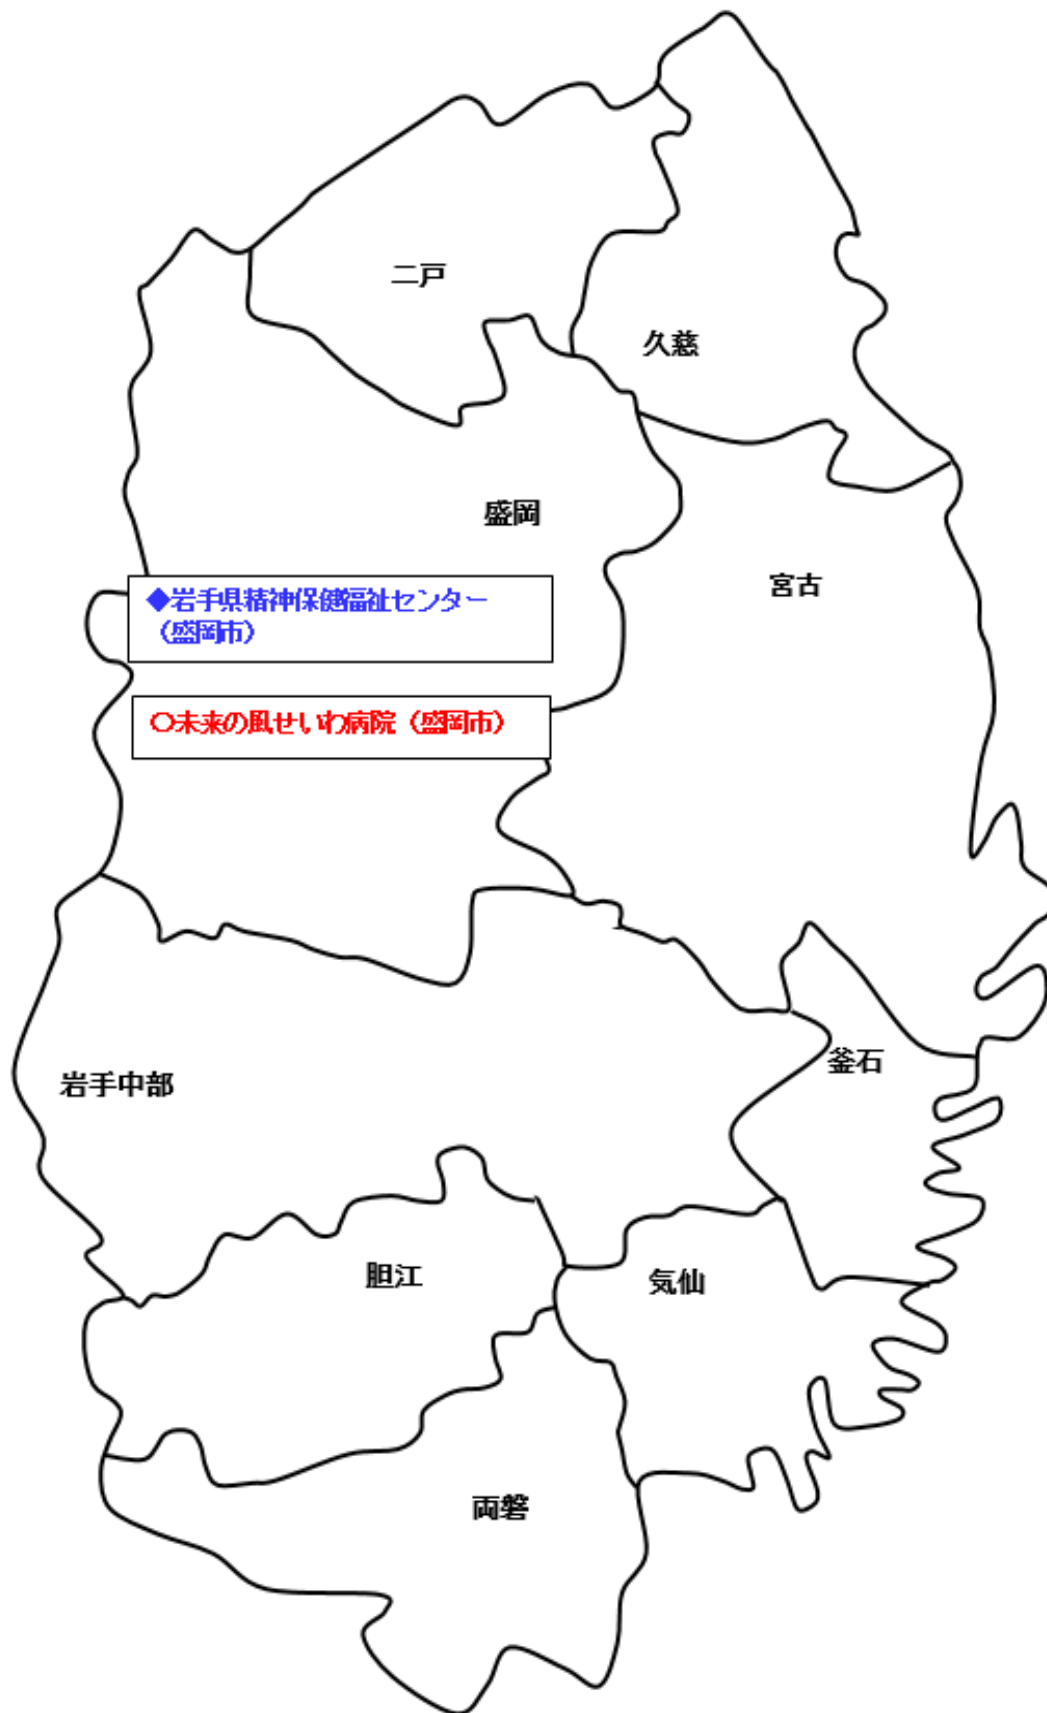 二戸
久慈
盛岡
宮古
◆岩手県精神保健福祉センター
（盛岡市）
○未来の風せいわ病院（盛岡市）
釜石
岩手中部
胆江
気仙
両磐